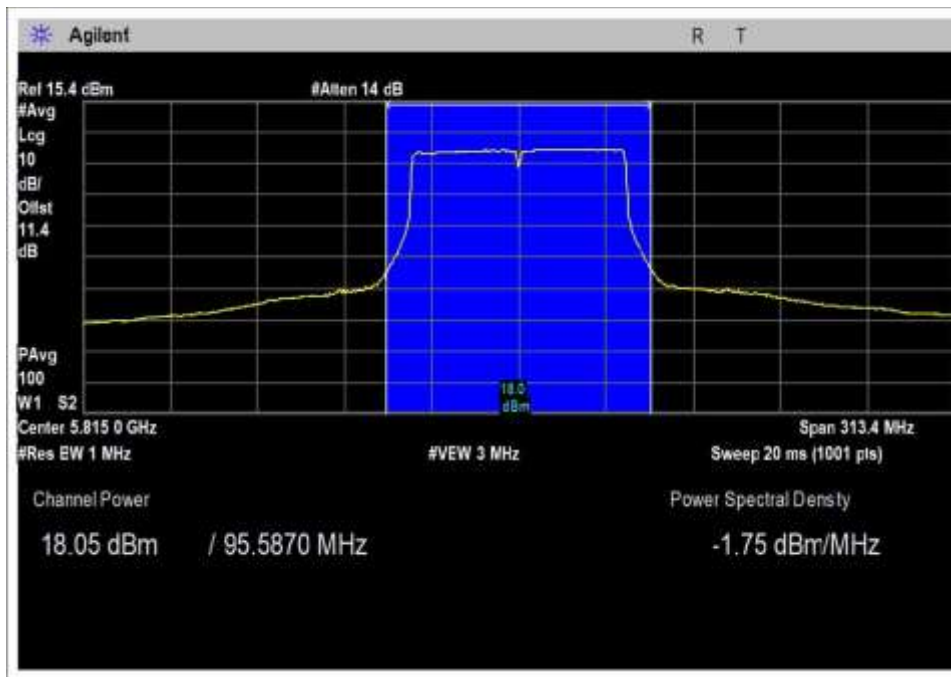 Agilent R T
Ref 15.4 dBm #Atten 14 dB
#Avg
Log
10
dB/
Offst
11.4
dB
PAvg
100
W1 S2
18.0
dBm
Center 5.815 0 GHz Span 313.4 MHz
#Res BW 1 MHz #VBW 3 MHz Sweep 20 ms (1001 pts)
Channel Power Power Spectral Density
18.05 dBm / 95.5870 MHz -1.75 dBm/MHz